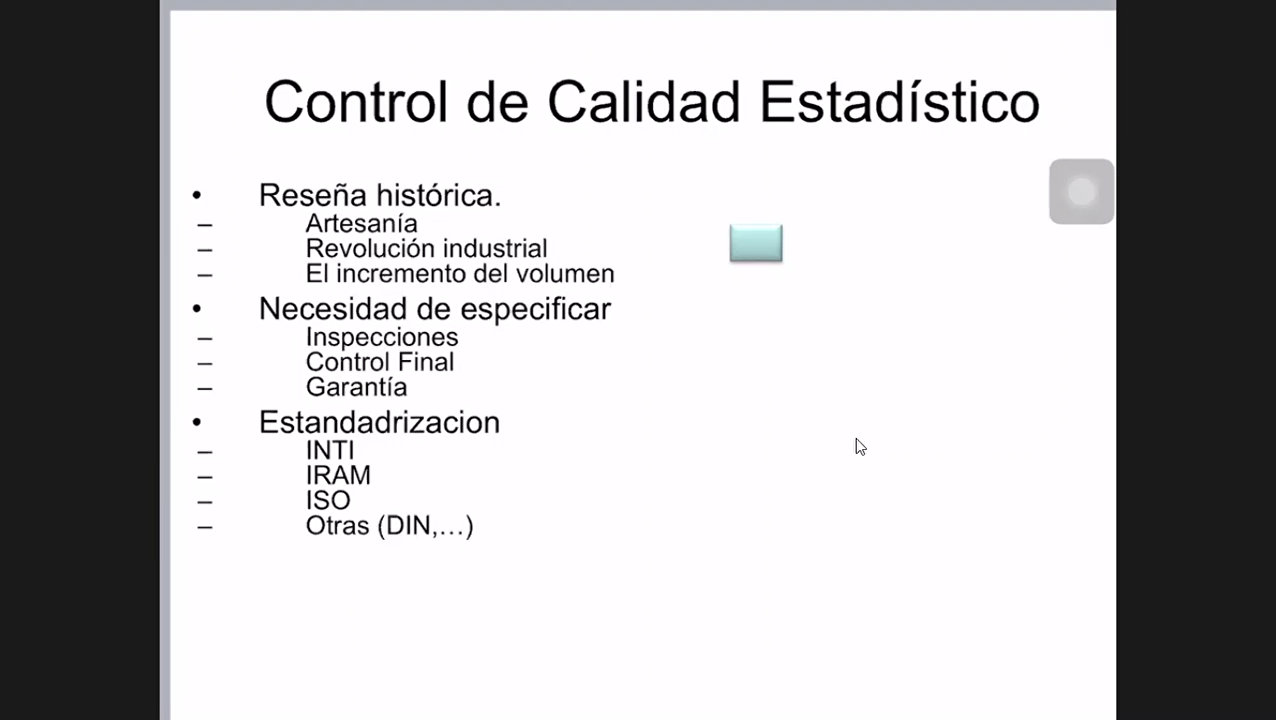 Control de Calidad Estadístico
• Reseña histórica.
– Artesanía
– Revolución industrial
– El incremento del volumen
• Necesidad de especificar
– Inspecciones
– Control Final
– Garantía
• Estandadrizacion
– INTI
– IRAM
– ISO
– Otras (DIN,…)